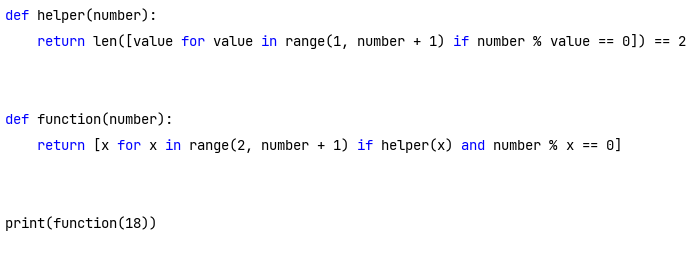 def helper(number):
    return len([value for value in range(1, number + 1) if number % value == 0]) == 2
def function(number):
    return [x for x in range(2, number + 1) if helper(x) and number % x == 0]
print(function(18))